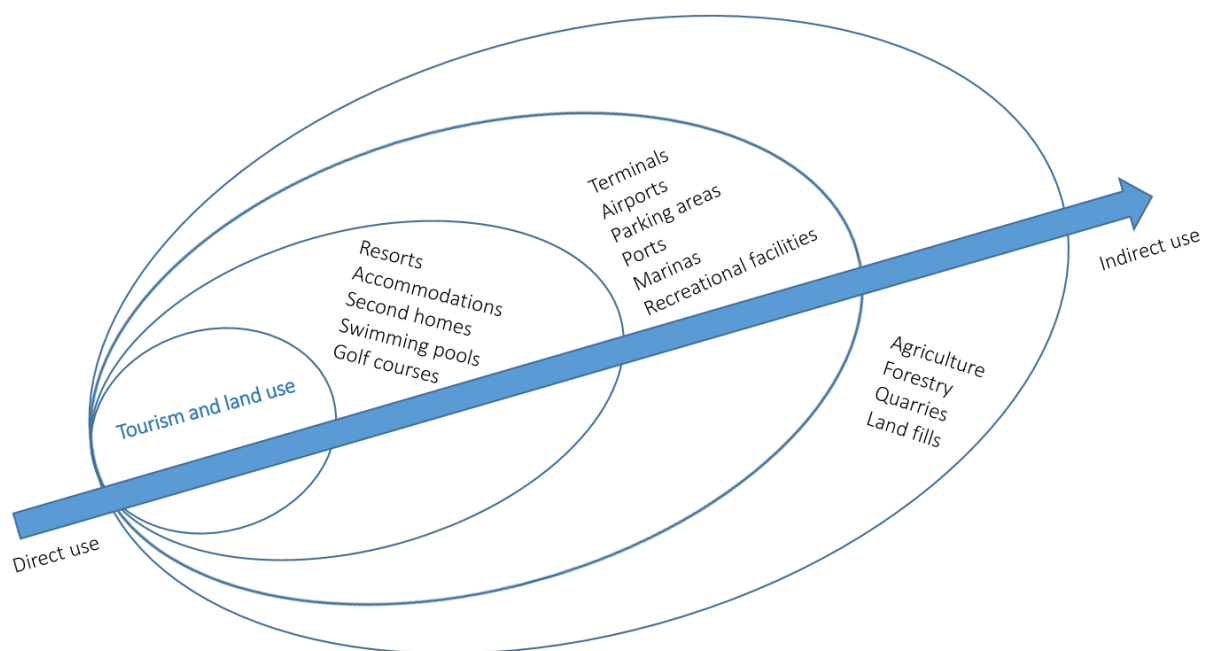 Tourism and land use
Resorts
Accommodations
Second homes
Swimming pools
Golf courses
Terminals
Airports
Parking areas
Ports
Marinas
Recreational facilities
Agriculture
Forestry
Quarries
Land fills
Direct use
Indirect use